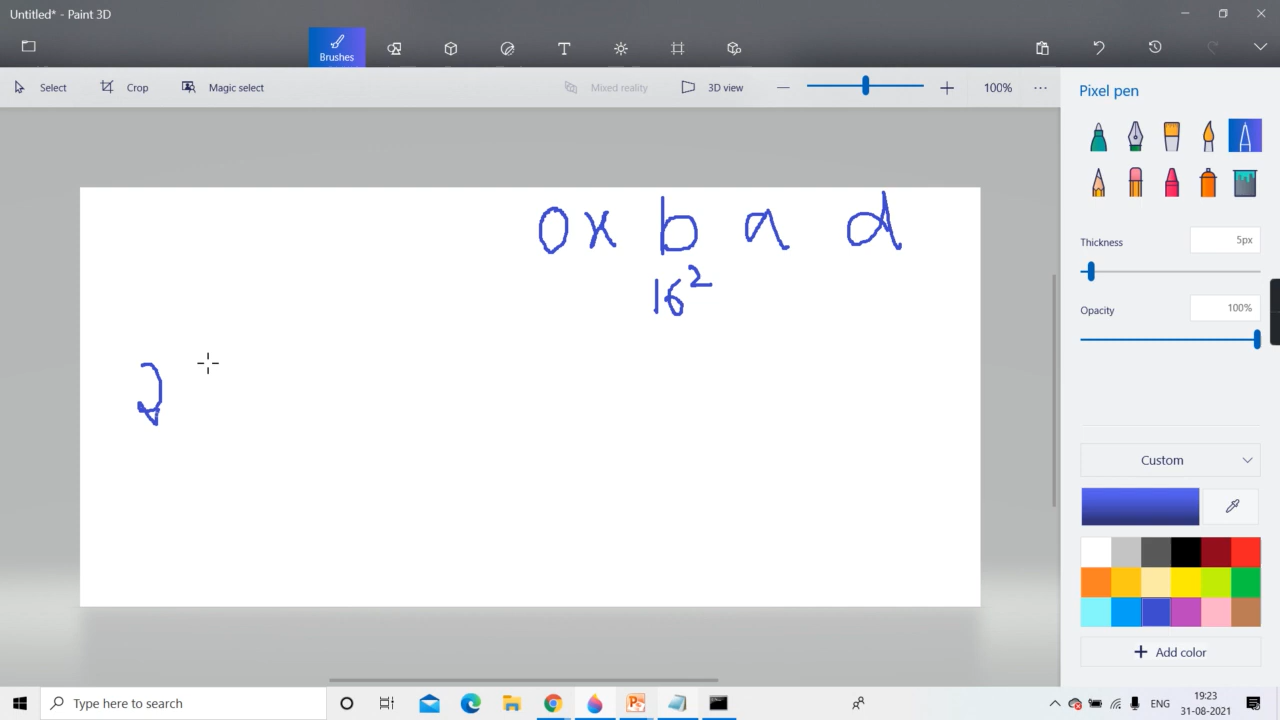 Untitled* - Paint 3D
Brushes
Select Crop Magic select Mixed reality 3D view 100%
Pixel pen
0x b a d
16²
2
Thickness 5px
Opacity 100%
Custom
Add color
Type here to search
ENG
19:23
31-08-2021